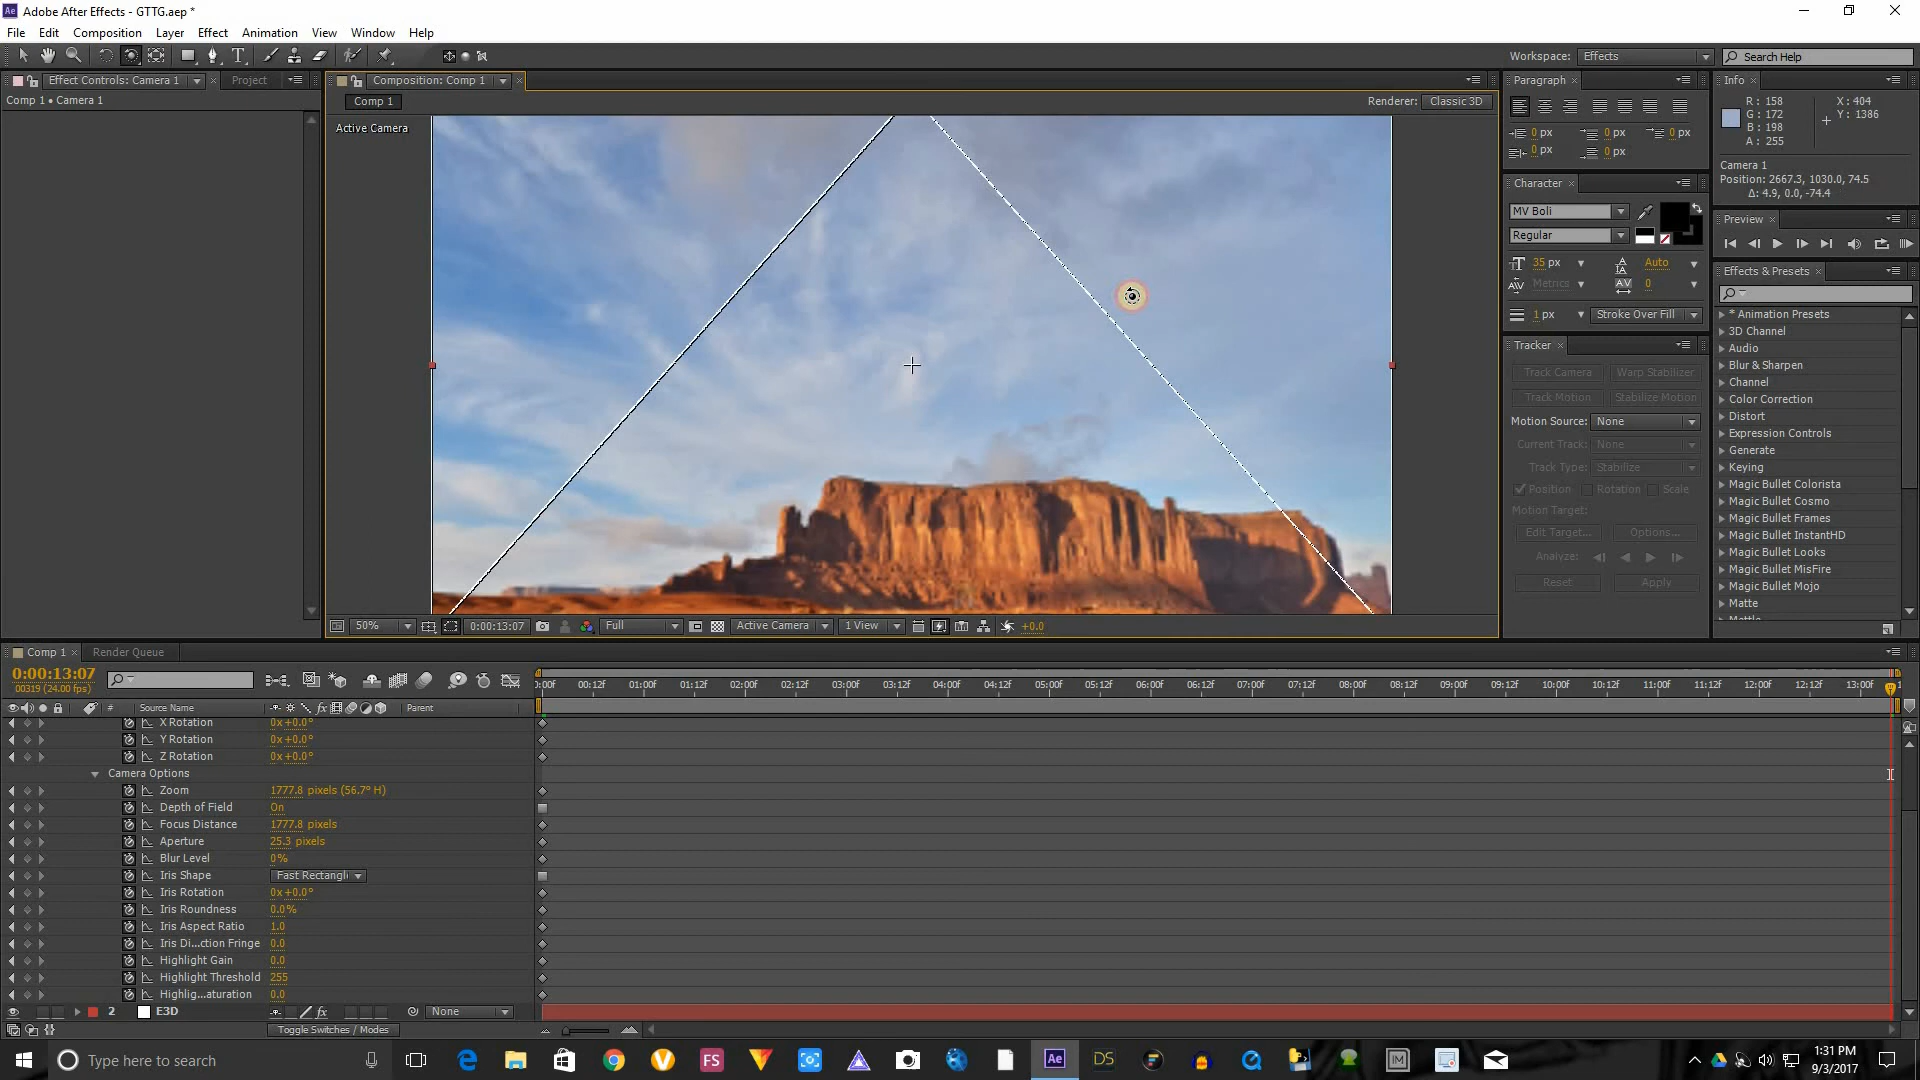 Adobe After Effects - GTTG.aep *
File Edit Composition Layer Effect Animation View Window Help
Workspace: Effects Search Help
Effect Controls: Camera 1 Project
Comp 1 • Camera 1
Composition: Comp 1
Comp 1
Renderer: Classic 3D
Active Camera
50% 0:00:13:07 Full Active Camera 1 View +0.0
Paragraph
0 px 0 px 0 px
0 px 0 px
Character
MV Boli
Regular
35 px Auto
Metrics 0
1 px Stroke Over Fill
Tracker
Track Camera Warp Stabilizer
Track Motion Stabilize Motion
Motion Source: None
Current Track: None
Track Type: Stabilize
Position Rotation Scale
Motion Target:
Edit Target... Options...
Analyze:
Reset Apply
Info
R : 158 X : 404
G : 172 Y : 1386
B : 198
A : 255
Camera 1
Position: 2667.3, 1030.0, 74.5
Δ: 4.9, 0.0, -74.4
Preview
Effects & Presets
* Animation Presets
3D Channel
Audio
Blur & Sharpen
Channel
Color Correction
Distort
Expression Controls
Generate
Keying
Magic Bullet Colorista
Magic Bullet Cosmo
Magic Bullet Frames
Magic Bullet InstantHD
Magic Bullet Looks
Magic Bullet MisFire
Magic Bullet Mojo
Matte
Comp 1 Render Queue
0:00:13:07
00319 (24.00 fps)
# Source Name Parent
):00f 00:12f 01:00f 01:12f 02:00f 02:12f 03:00f 03:12f 04:00f 04:12f 05:00f 05:12f 06:00f 06:12f 07:00f 07:12f 08:00f 08:12f 09:00f 09:12f 10:00f 10:12f 11:00f 11:12f 12:00f 12:12f 13:00f
X Rotation 0x+0.0°
Y Rotation 0x+0.0°
Z Rotation 0x+0.0°
Camera Options
Zoom 1777.8 pixels (56.7° H)
Depth of Field On
Focus Distance 1777.8 pixels
Aperture 25.3 pixels
Blur Level 0%
Iris Shape Fast Rectangl
Iris Rotation 0x+0.0°
Iris Roundness 0.0%
Iris Aspect Ratio 1.0
Iris Di...ction Fringe 0.0
Highlight Gain 0.0
Highlight Threshold 255
Highlig...aturation 0.0
2 E3D None
Toggle Switches / Modes
Type here to search
FS Ae DS IM
1:31 PM
9/3/2017